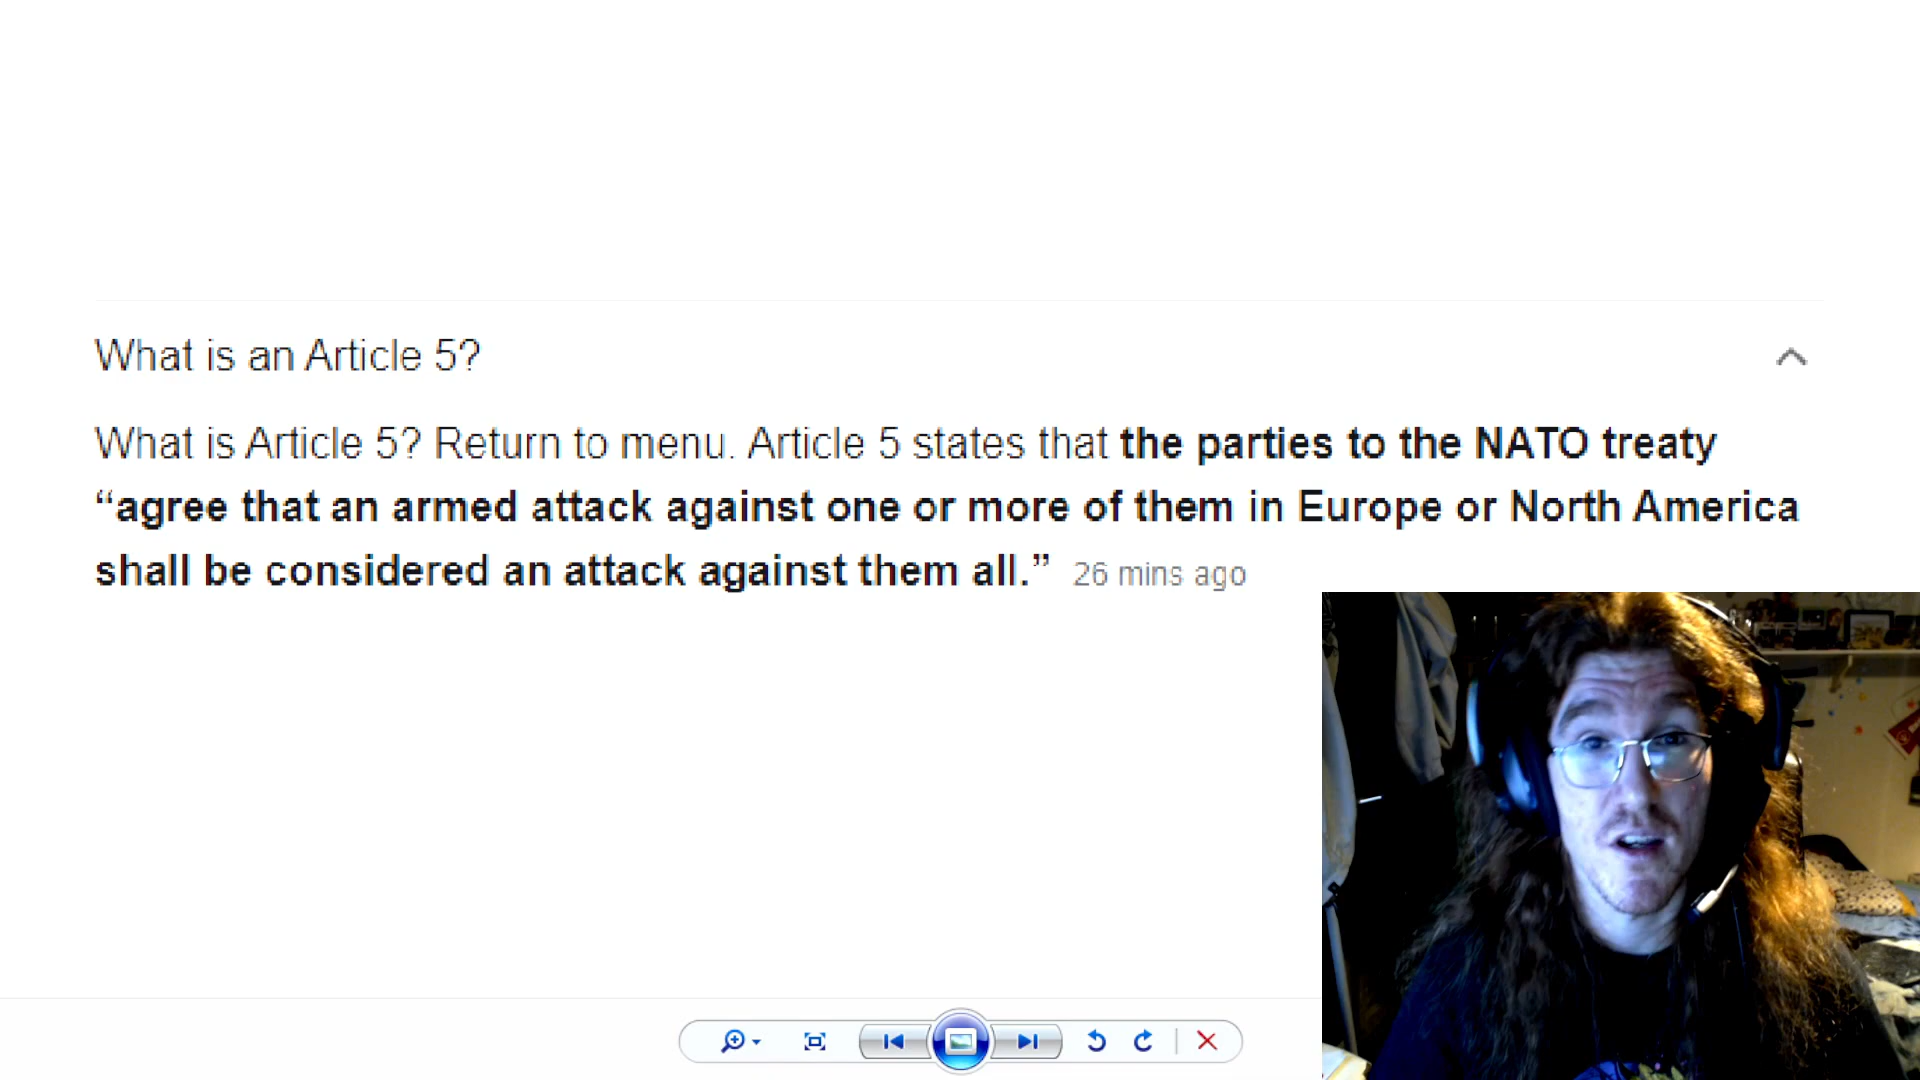 What is an Article 5?
What is Article 5? Return to menu. Article 5 states that the parties to the NATO treaty
“agree that an armed attack against one or more of them in Europe or North America
shall be considered an attack against them all.” 26 mins ago